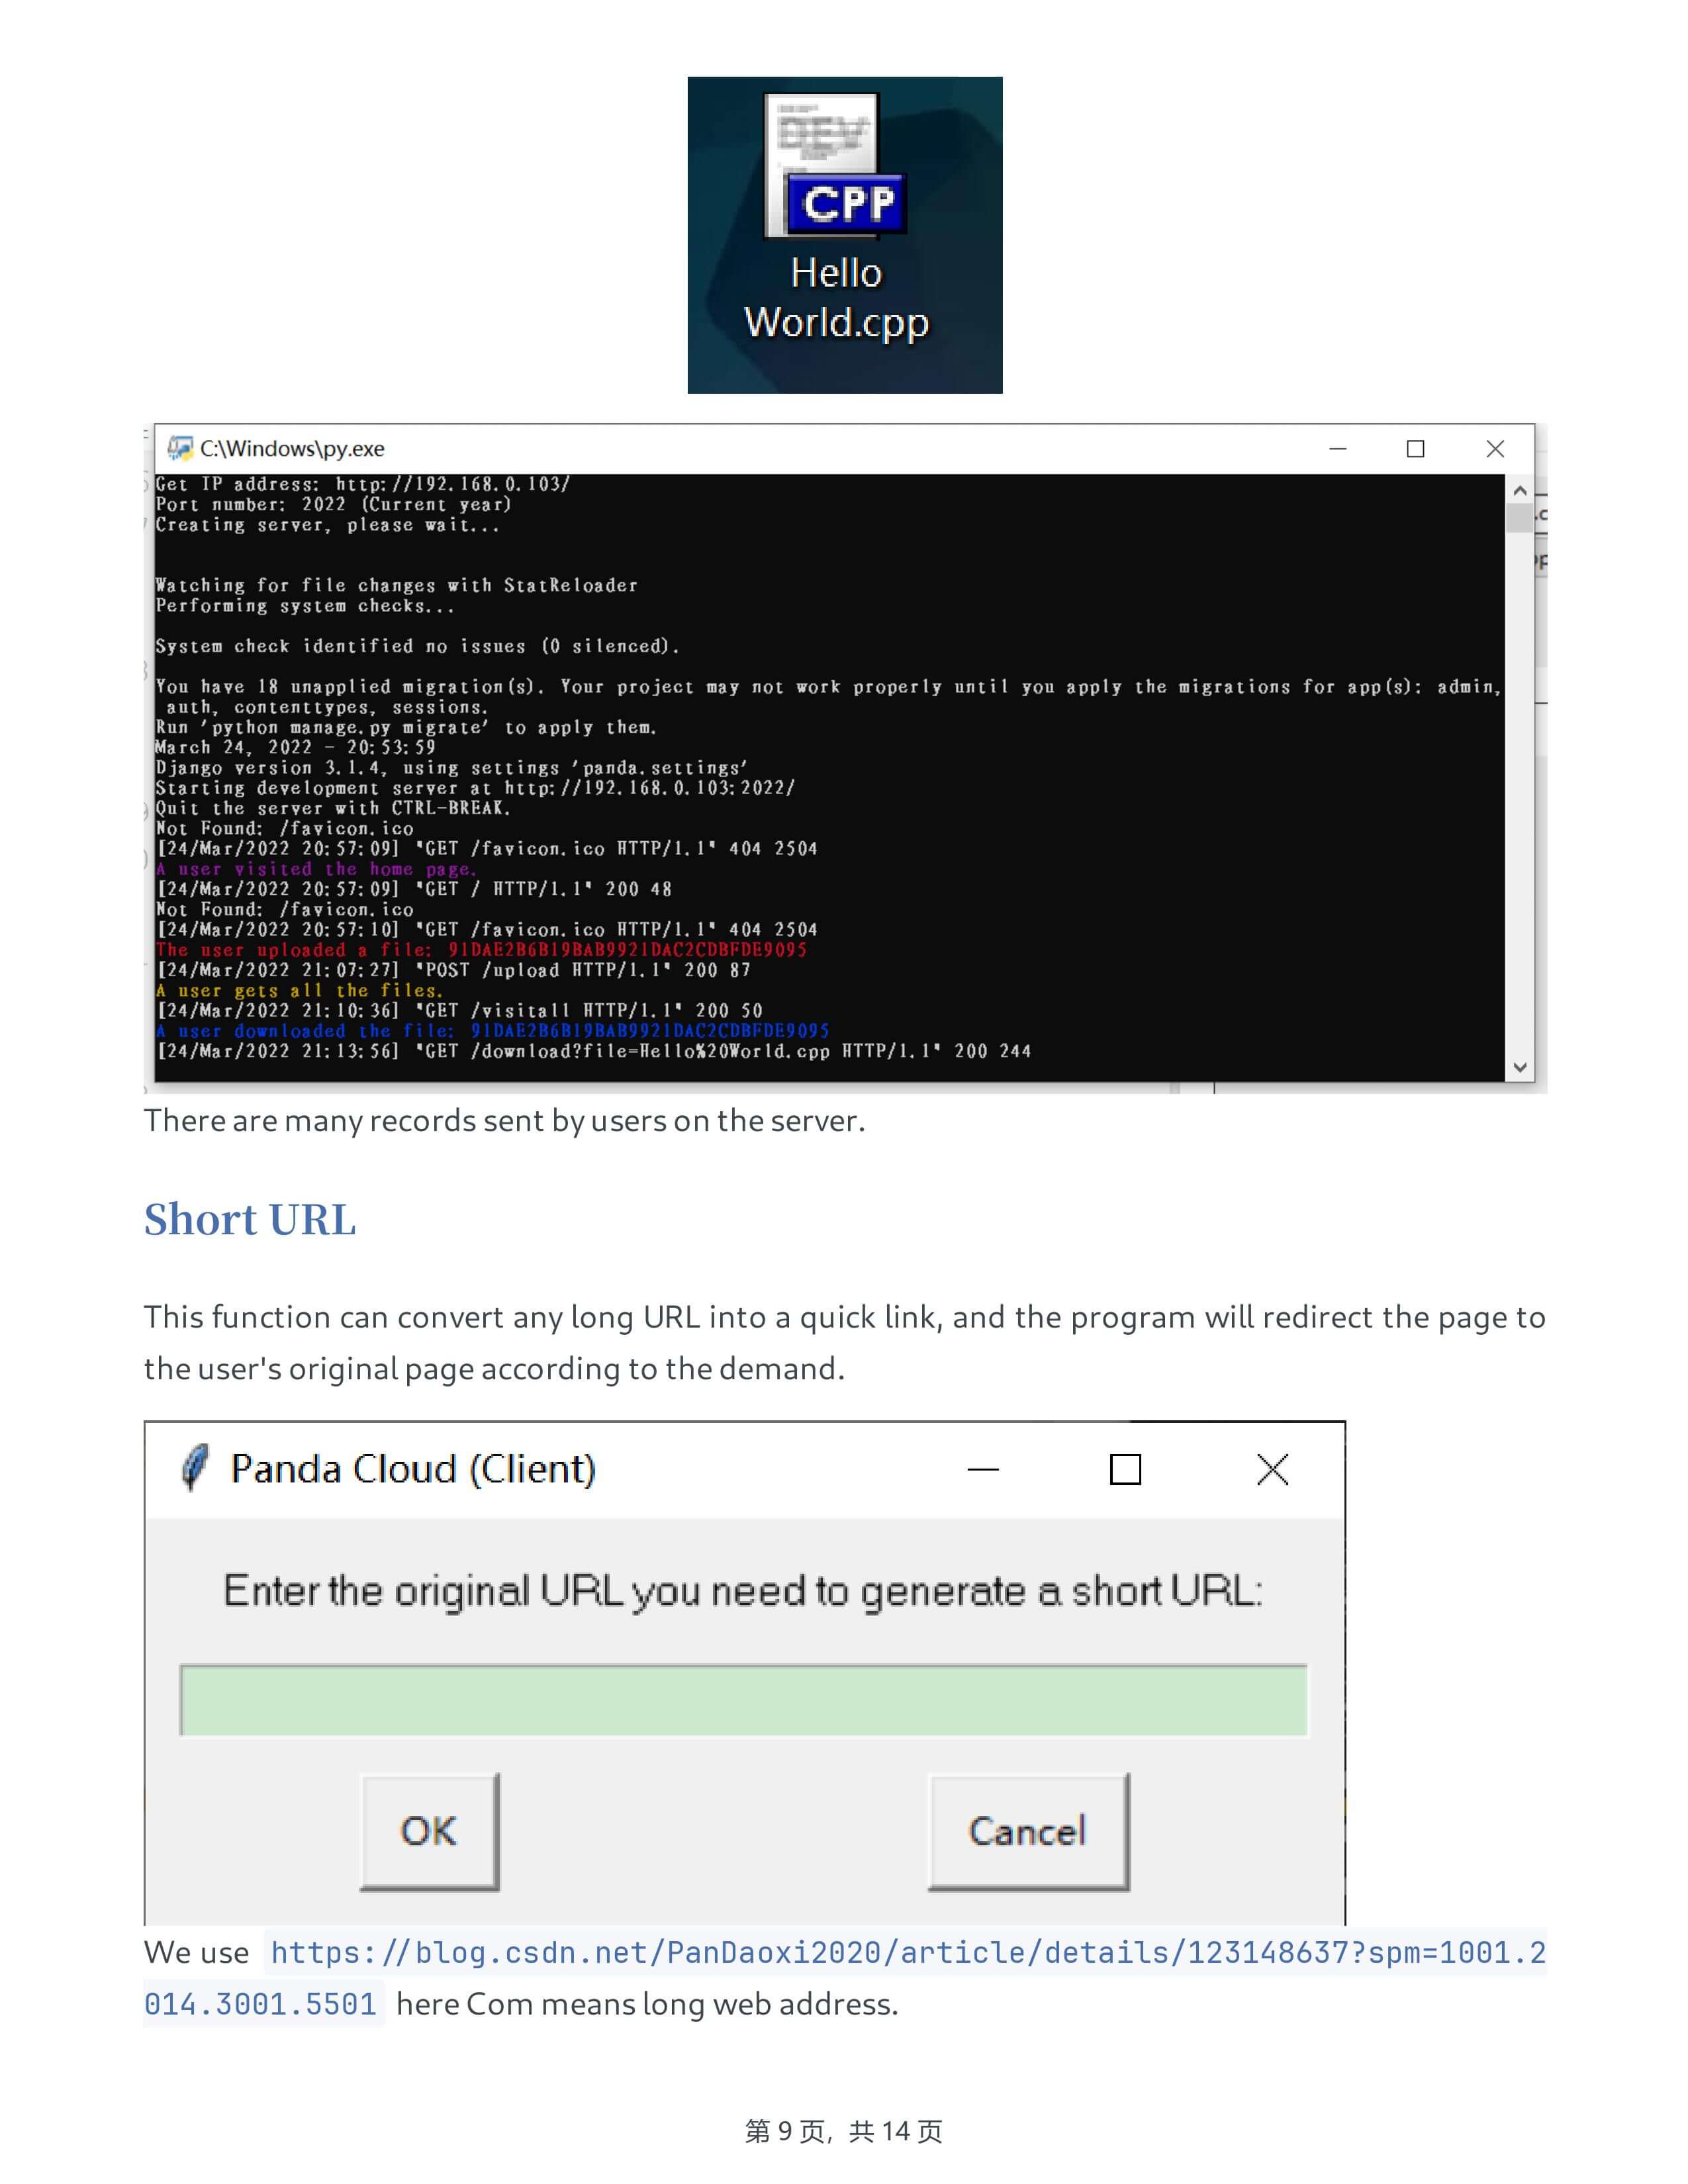 DEV
CPP
Hello
World.cpp
C:\Windows\py.exe
Get IP address: http://192.168.0.103/
Port number: 2022 (Current year)
Creating server, please wait...
Watching for file changes with StatReloader
Performing system checks...
System check identified no issues (0 silenced).
You have 18 unapplied migration(s). Your project may not work properly until you apply the migrations for app(s): admin,
auth, contenttypes, sessions.
Run 'python manage.py migrate' to apply them.
March 24, 2022 - 20:53:59
Django version 3.1.4, using settings 'panda.settings'
Starting development server at http://192.168.0.103:2022/
Quit the server with CTRL-BREAK.
Not Found: /favicon.ico
[24/Mar/2022 20:57:09] "GET /favicon.ico HTTP/1.1" 404 2504
A user visited the home page.
[24/Mar/2022 20:57:09] "GET / HTTP/1.1" 200 48
Not Found: /favicon.ico
[24/Mar/2022 20:57:10] "GET /favicon.ico HTTP/1.1" 404 2504
The user uploaded a file: 91DAE2B6B19BAB9921DAC2CDBFDE9095
[24/Mar/2022 21:07:27] "POST /upload HTTP/1.1" 200 87
A user gets all the files.
[24/Mar/2022 21:10:36] "GET /visitall HTTP/1.1" 200 50
A user downloaded the file: 91DAE2B6B19BAB9921DAC2CDBFDE9095
[24/Mar/2022 21:13:56] "GET /download?file=Hello%20World.cpp HTTP/1.1" 200 244
There are many records sent by users on the server.
Short URL
This function can convert any long URL into a quick link, and the program will redirect the page to
the user's original page according to the demand.
Panda Cloud (Client)
Enter the original URL you need to generate a short URL:
OK
Cancel
We use https://blog.csdn.net/PanDaoxi2020/article/details/123148637?spm=1001.2
014.3001.5501 here Com means long web address.
第 9 页, 共 14 页